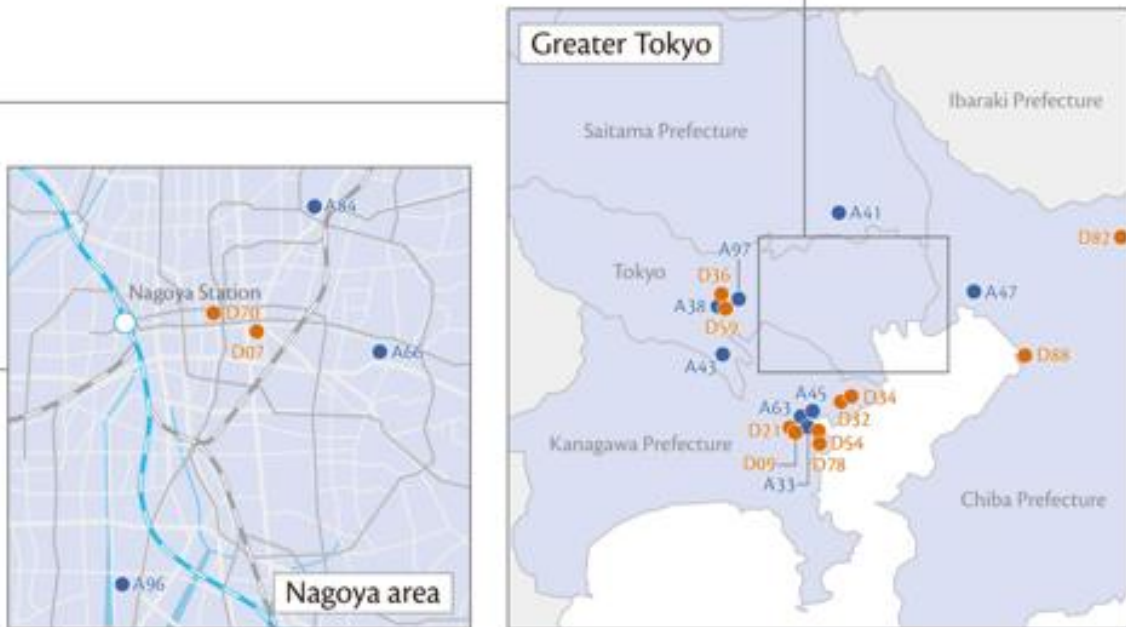 Greater Tokyo
Ibaraki Prefecture
Saitama Prefecture
A84
A41
D82
A97
Tokyo
D36
Nagoya Station
A47
A38
D70
D59
D07
A66
A43
D88
A45
D34
A63
D32
D21
Kanagawa Prefecture
D54
D09
D78
A33
Chiba Prefecture
A96
Nagoya area